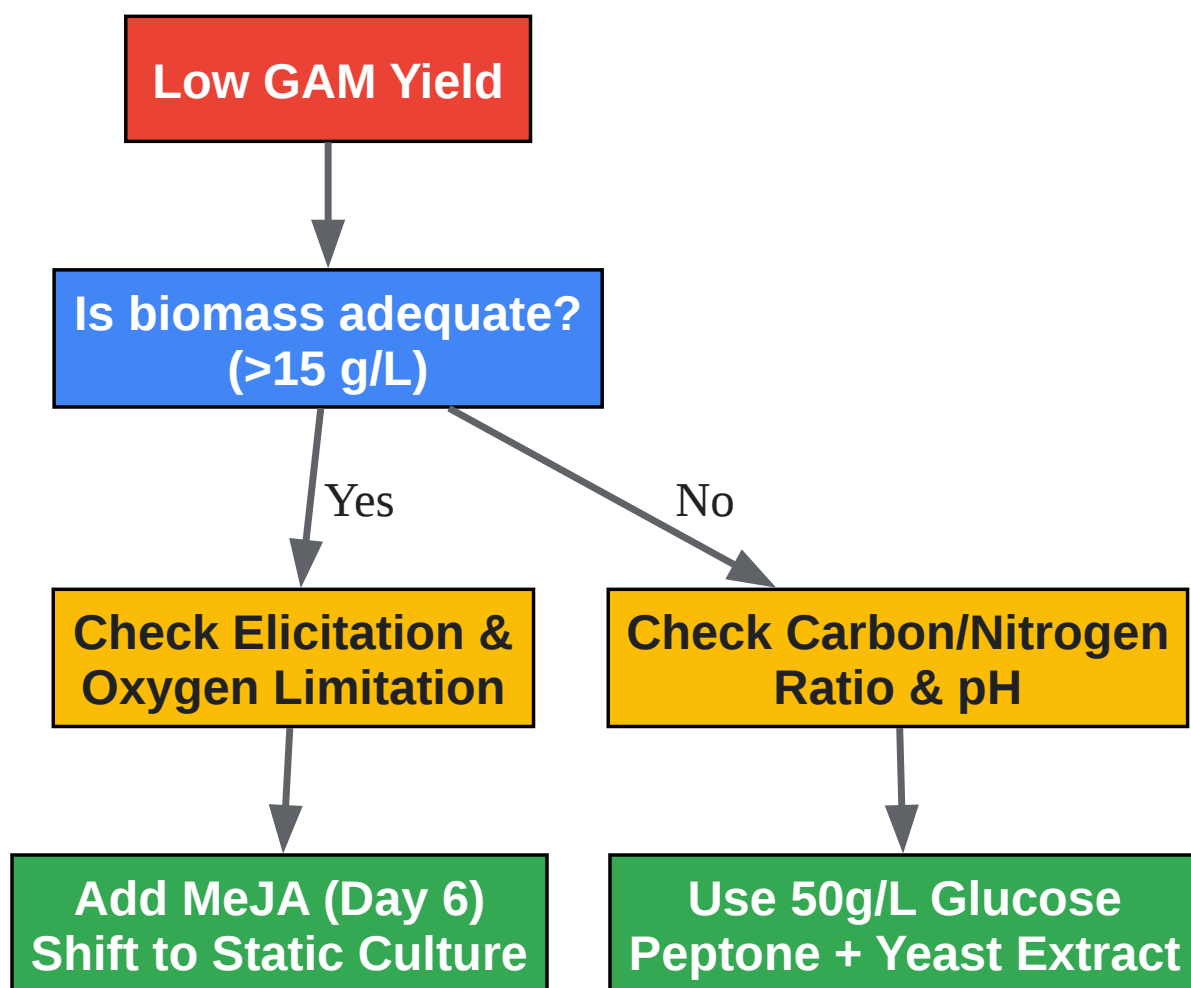 Low GAM Yield
Is biomass adequate?
(>15 g/L)
Yes
No
Check Elicitation &
Oxygen Limitation
Check Carbon/Nitrogen
Ratio & pH
Add MeJA (Day 6)
Shift to Static Culture
Use 50g/L Glucose
Peptone + Yeast Extract